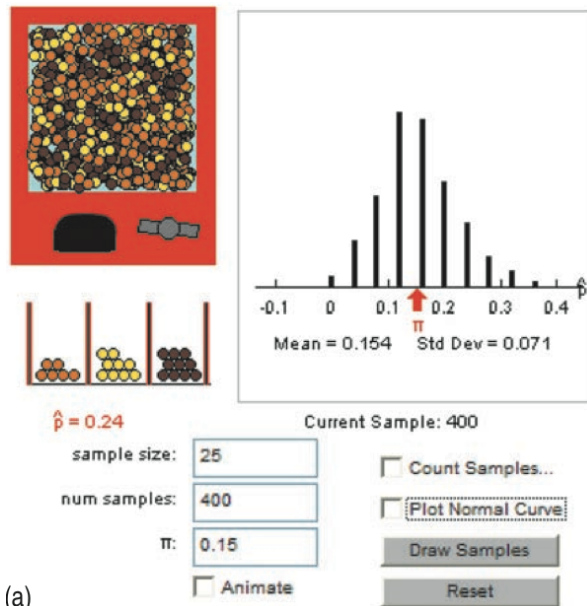 -0.1 0 0.1 0.2 0.3 0.4 p̂
π
Mean = 0.154 Std Dev = 0.071
p̂ = 0.24
Current Sample: 400
sample size: 25
num samples: 400
π: 0.15
Animate
Count Samples...
Plot Normal Curve
Draw Samples
Reset
(a)